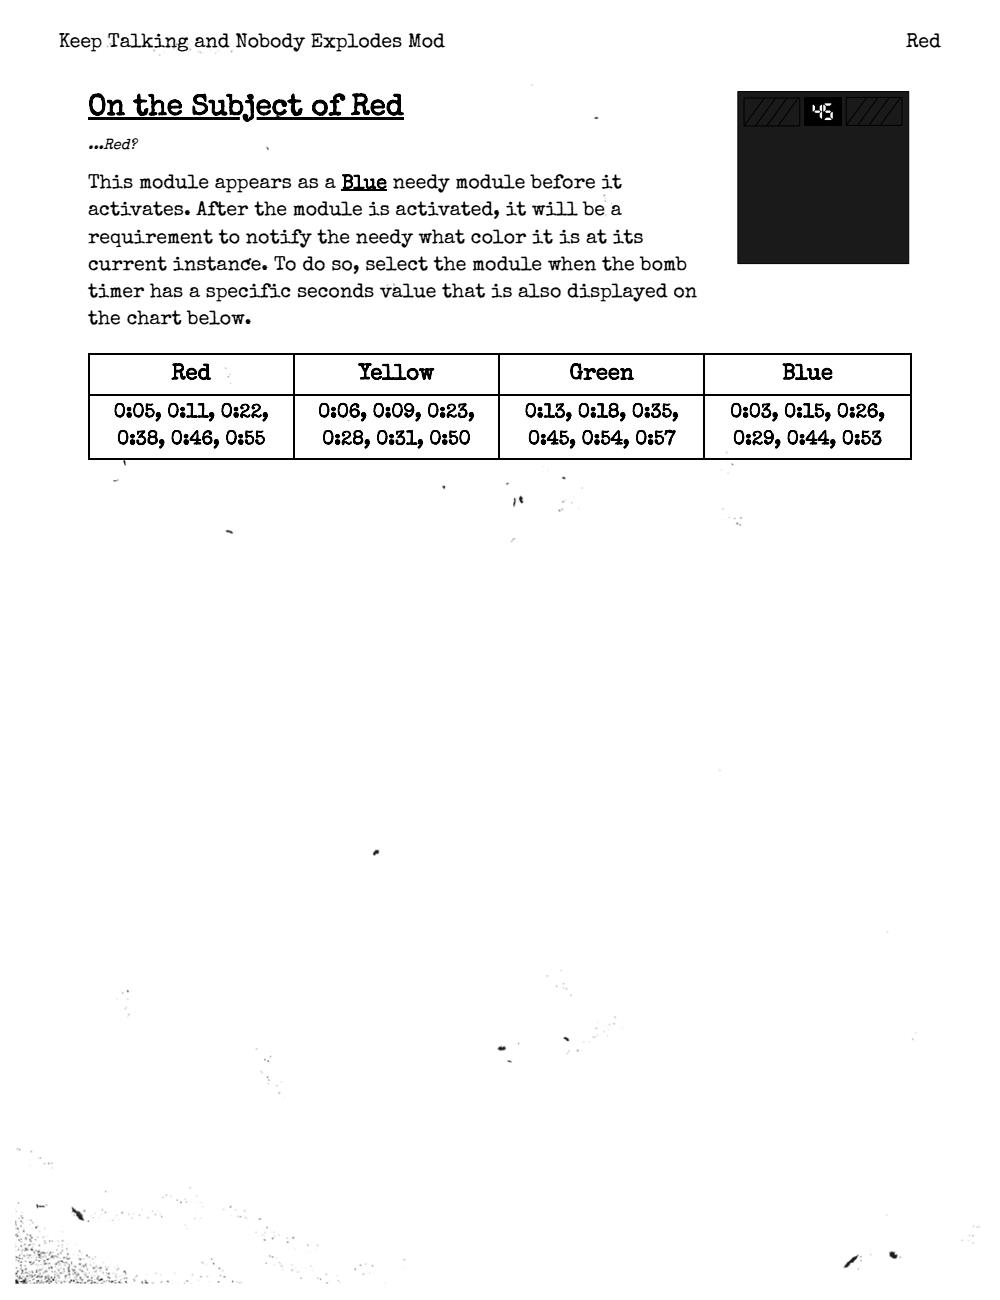 Keep Talking and Nobody Explodes Mod
Red
On the Subject of Red
45
...Red?
This module appears as a Blue needy module before it
activates. After the module is activated, it will be a
requirement to notify the needy what color it is at its
current instance. To do so, select the module when the bomb
timer has a specific seconds value that is also displayed on
the chart below.
Red Yellow Green Blue
0:05, 0:11, 0:22, 0:06, 0:09, 0:23, 0:13, 0:18, 0:35, 0:03, 0:15, 0:26,
0:38, 0:46, 0:55 0:28, 0:31, 0:50 0:45, 0:54, 0:57 0:29, 0:44, 0:53